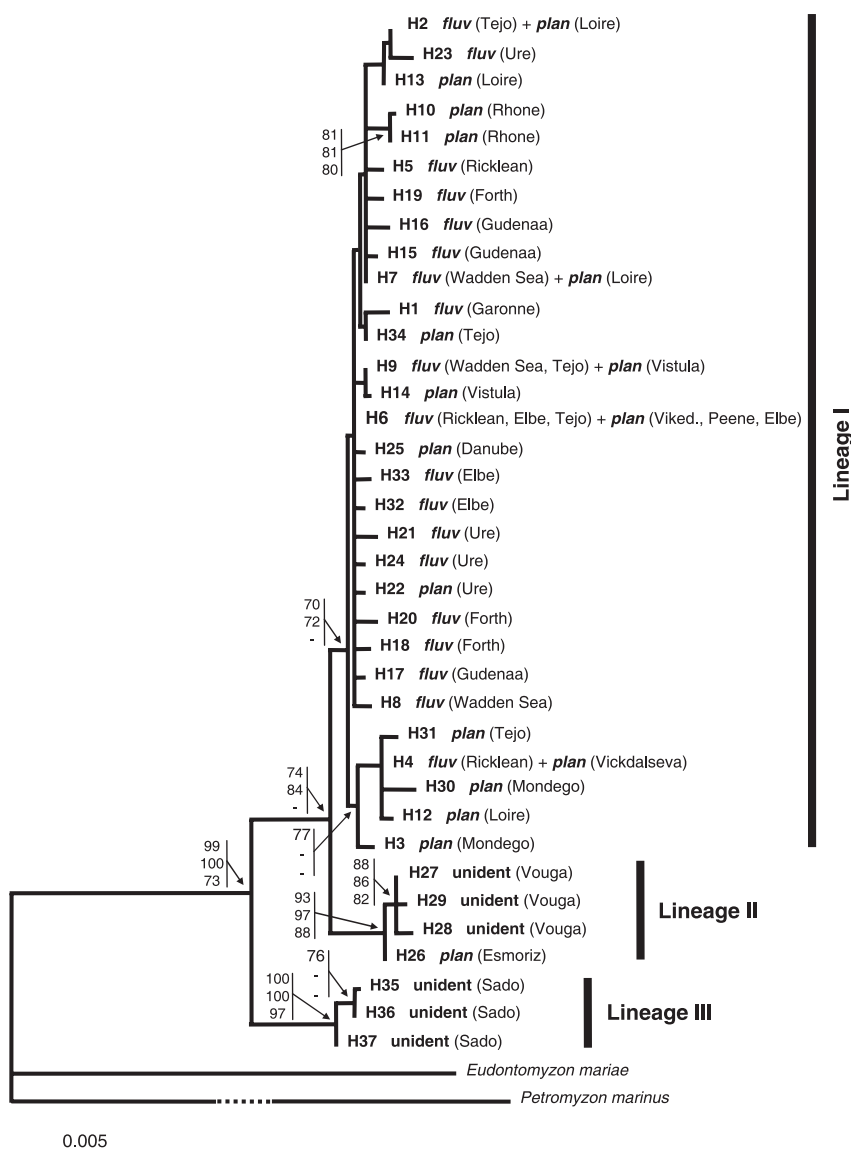 H2 fluv (Tejo) + plan (Loire)
H23 fluv (Ure)
H13 plan (Loire)
H10 plan (Rhone)
81
H11 plan (Rhone)
81
80
H5 fluv (Ricklean)
H19 fluv (Forth)
H16 fluv (Gudenaa)
H15 fluv (Gudenaa)
H7 fluv (Wadden Sea) + plan (Loire)
H1 fluv (Garonne)
H34 plan (Tejo)
H9 fluv (Wadden Sea, Tejo) + plan (Vistula)
H14 plan (Vistula)
H6 fluv (Ricklean, Elbe, Tejo) + plan (Viked., Peene, Elbe)
Lineage I
H25 plan (Danube)
H33 fluv (Elbe)
H32 fluv (Elbe)
H21 fluv (Ure)
H24 fluv (Ure)
H22 plan (Ure)
70
72
-
H20 fluv (Forth)
H18 fluv (Forth)
H17 fluv (Gudenaa)
H8 fluv (Wadden Sea)
H31 plan (Tejo)
H4 fluv (Ricklean) + plan (Vickdalseva)
74
84
-
H30 plan (Mondego)
H12 plan (Loire)
77
-
-
H3 plan (Mondego)
99
100
73
88
86
82
H27 unident (Vouga)
H29 unident (Vouga)
Lineage II
93
97
88
H28 unident (Vouga)
H26 plan (Esmoriz)
76
-
-
H35 unident (Sado)
100
100
97
H36 unident (Sado)
Lineage III
H37 unident (Sado)
Eudontomyzon mariae
Petromyzon marinus
0.005